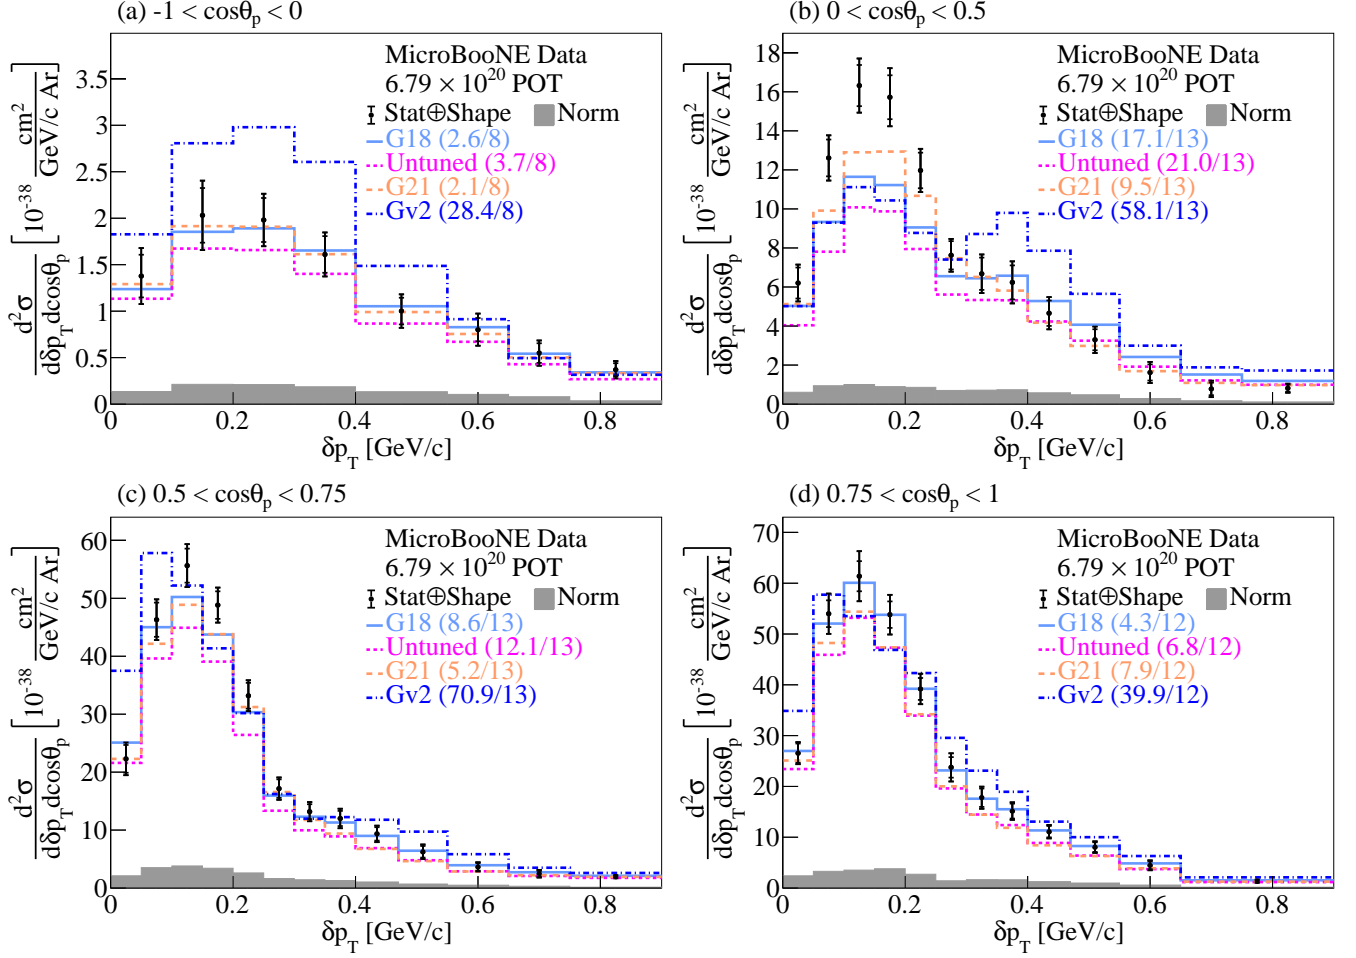 (a) -1 < cosθp < 0
d²σ / dδpT dcosθp [10⁻³⁸ cm² / GeV/c Ar]
3.5
3
2.5
2
1.5
1
0.5
0
MicroBooNE Data
6.79 × 10²⁰ POT
Stat⊕Shape Norm
G18 (2.6/8)
Untuned (3.7/8)
G21 (2.1/8)
Gv2 (28.4/8)
0 0.2 0.4 0.6 0.8
δpT [GeV/c]
(b) 0 < cosθp < 0.5
d²σ / dδpT dcosθp [10⁻³⁸ cm² / GeV/c Ar]
18
16
14
12
10
8
6
4
2
0
MicroBooNE Data
6.79 × 10²⁰ POT
Stat⊕Shape Norm
G18 (17.1/13)
Untuned (21.0/13)
G21 (9.5/13)
Gv2 (58.1/13)
0 0.2 0.4 0.6 0.8
δpT [GeV/c]
(c) 0.5 < cosθp < 0.75
d²σ / dδpT dcosθp [10⁻³⁸ cm² / GeV/c Ar]
60
50
40
30
20
10
0
MicroBooNE Data
6.79 × 10²⁰ POT
Stat⊕Shape Norm
G18 (8.6/13)
Untuned (12.1/13)
G21 (5.2/13)
Gv2 (70.9/13)
0 0.2 0.4 0.6 0.8
δpT [GeV/c]
(d) 0.75 < cosθp < 1
d²σ / dδpT dcosθp [10⁻³⁸ cm² / GeV/c Ar]
70
60
50
40
30
20
10
0
MicroBooNE Data
6.79 × 10²⁰ POT
Stat⊕Shape Norm
G18 (4.3/12)
Untuned (6.8/12)
G21 (7.9/12)
Gv2 (39.9/12)
0 0.2 0.4 0.6 0.8
δpT [GeV/c]